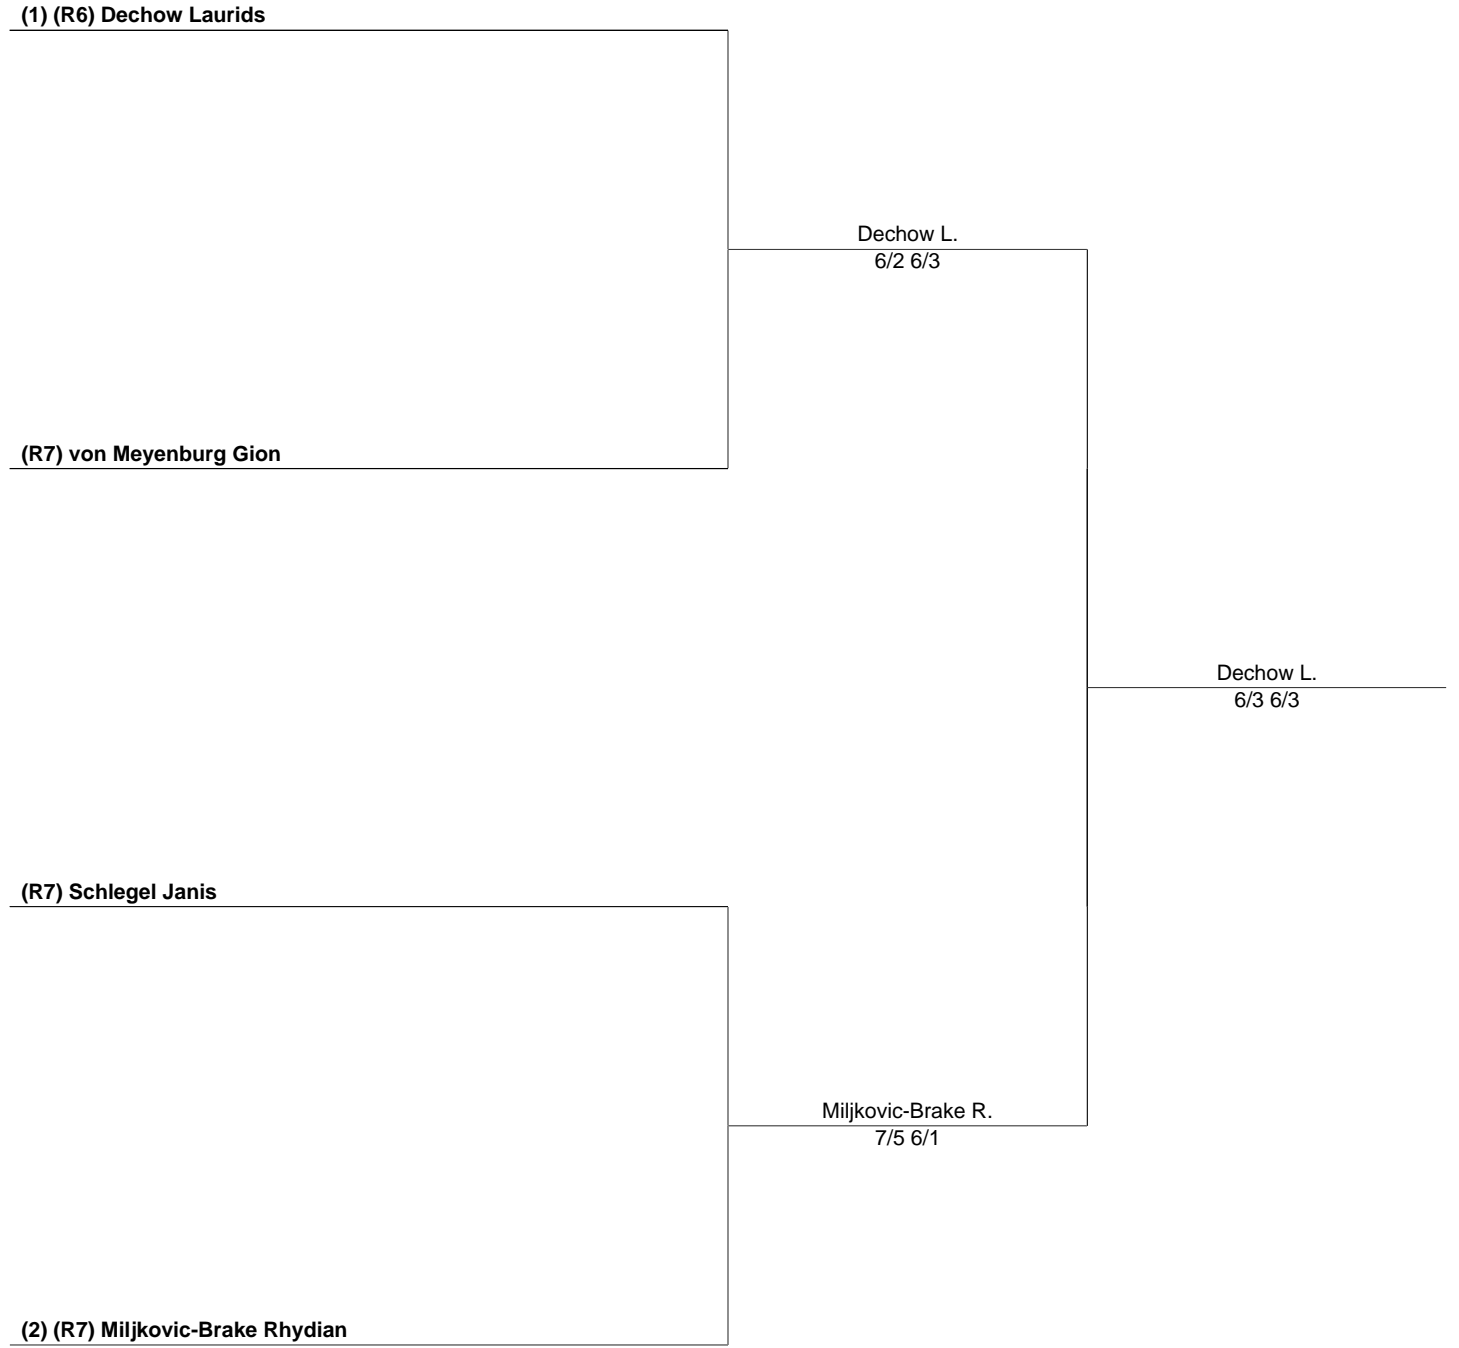 (1) (R6) Dechow Laurids
Dechow L.
6/2 6/3
(R7) von Meyenburg Gion
Dechow L.
6/3 6/3
(R7) Schlegel Janis
Miljkovic-Brake R.
7/5 6/1
(2) (R7) Miljkovic-Brake Rhydian